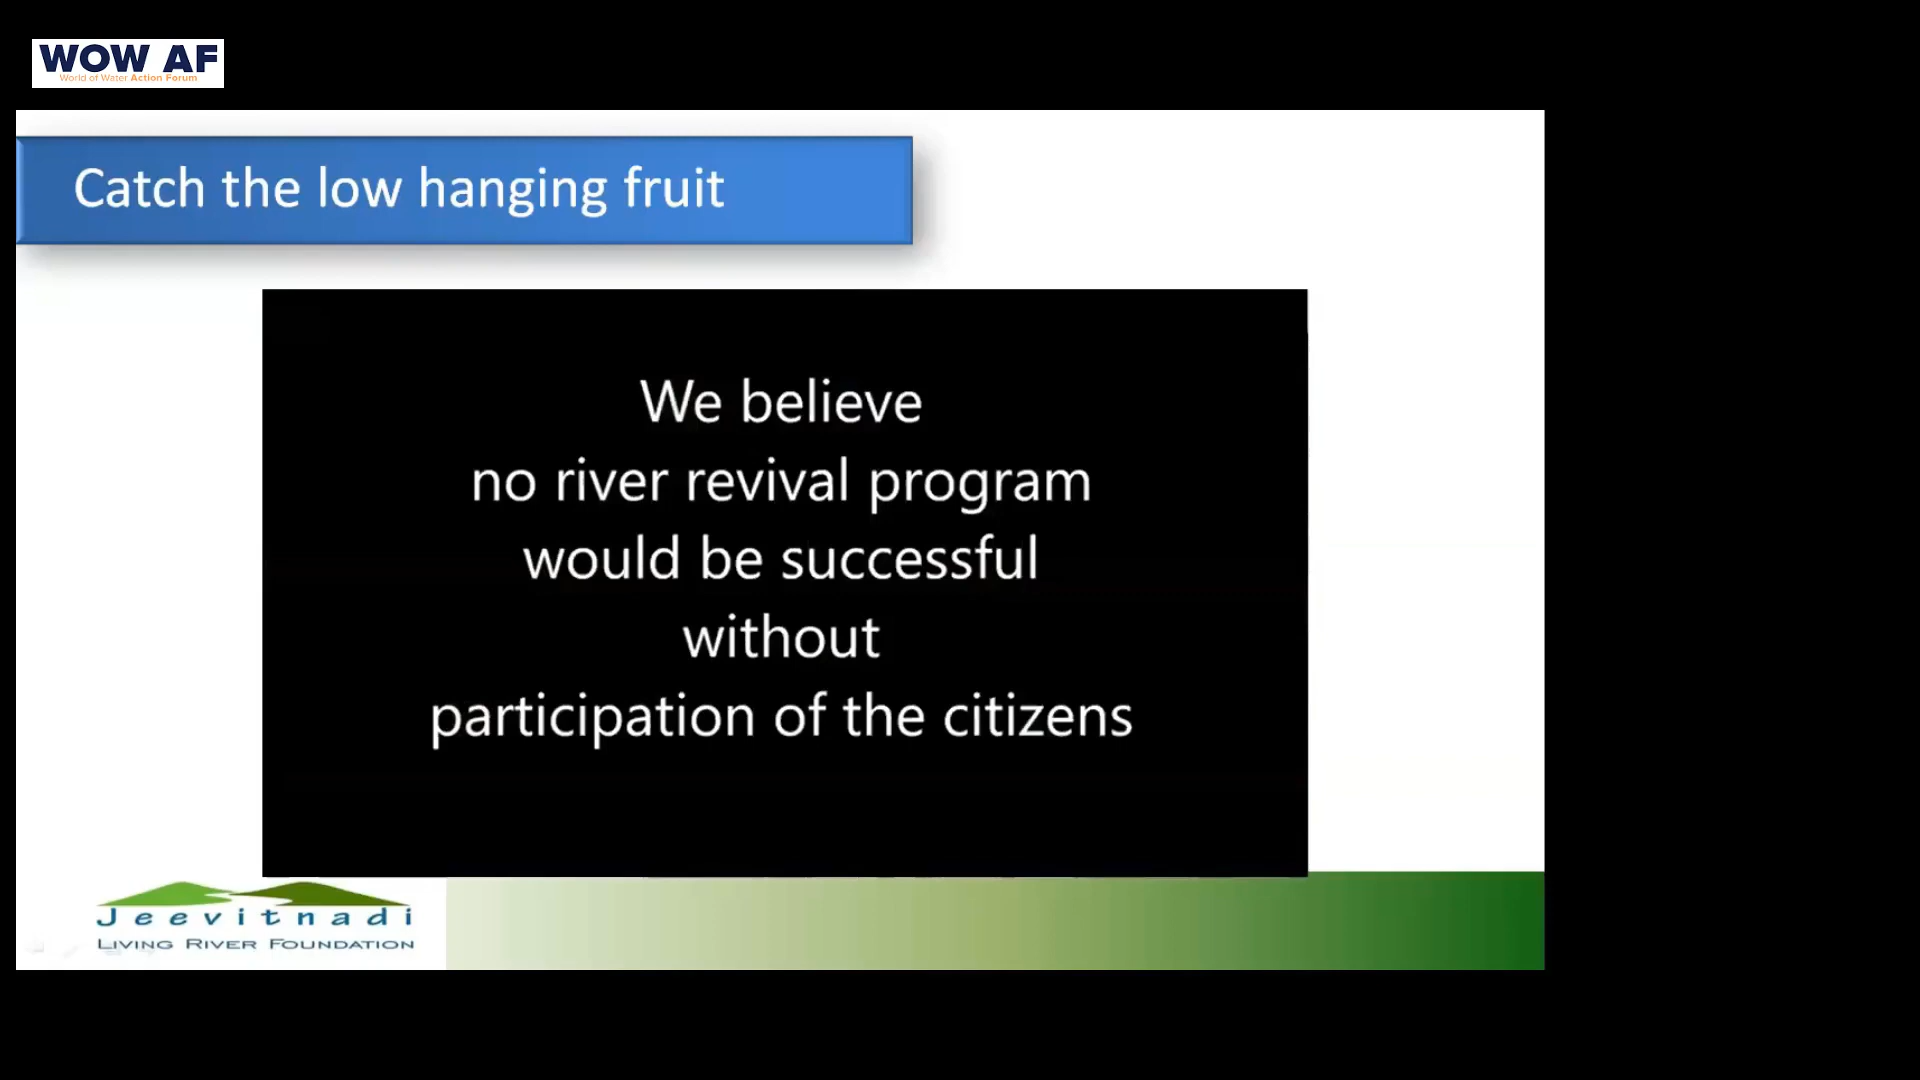 WOW AF
World of Water Action Forum
Catch the low hanging fruit
We believe
no river revival program
would be successful
without
participation of the citizens
Jeevitnadi
LIVING RIVER FOUNDATION